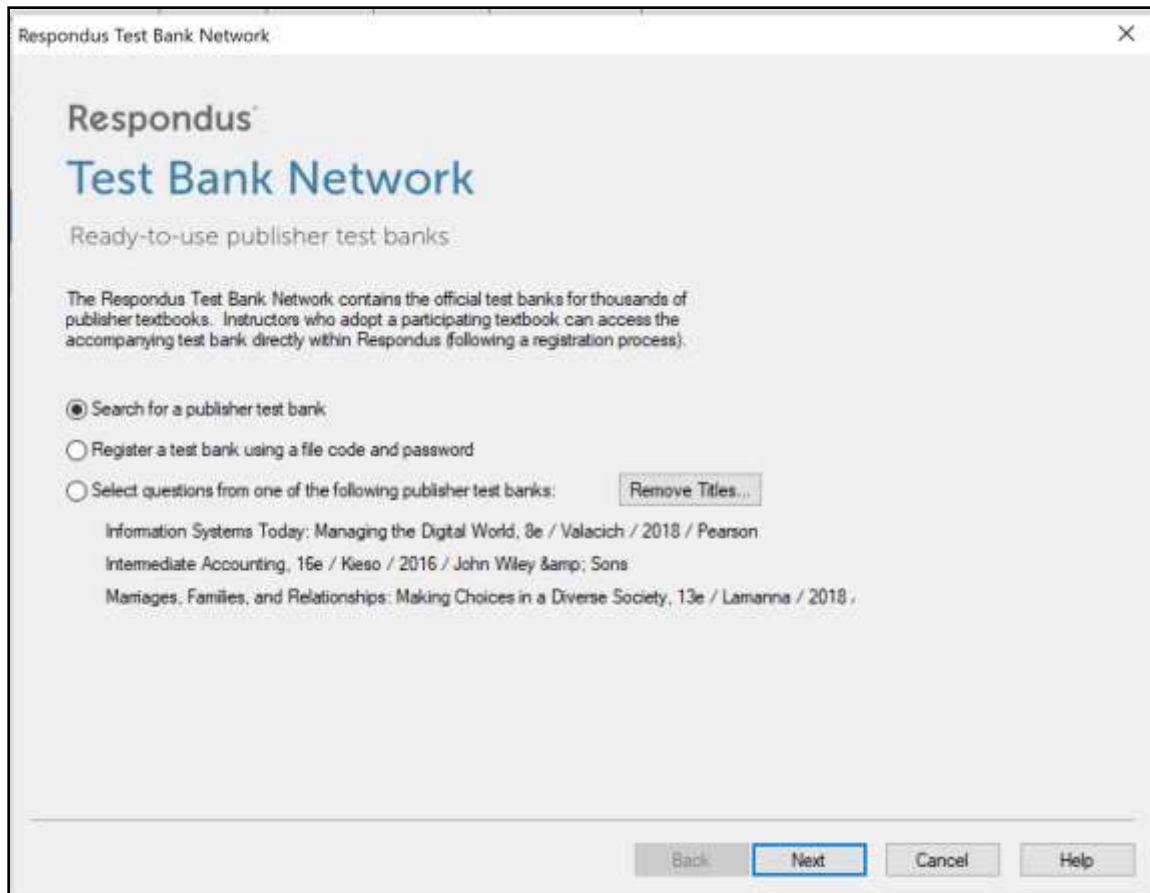 Respondus Test Bank Network
Respondus
Test Bank Network
Ready-to-use publisher test banks
The Respondus Test Bank Network contains the official test banks for thousands of
publisher textbooks. Instructors who adopt a participating textbook can access the
accompanying test bank directly within Respondus (following a registration process).
Search for a publisher test bank
Register a test bank using a file code and password
Select questions from one of the following publisher test banks: Remove Titles...
Information Systems Today: Managing the Digital World, 8e / Valacich / 2018 / Pearson
Intermediate Accounting, 16e / Kieso / 2016 / John Wiley &amp; Sons
Marriages, Families, and Relationships: Making Choices in a Diverse Society, 13e / Lamanna / 2018
Back Next Cancel Help